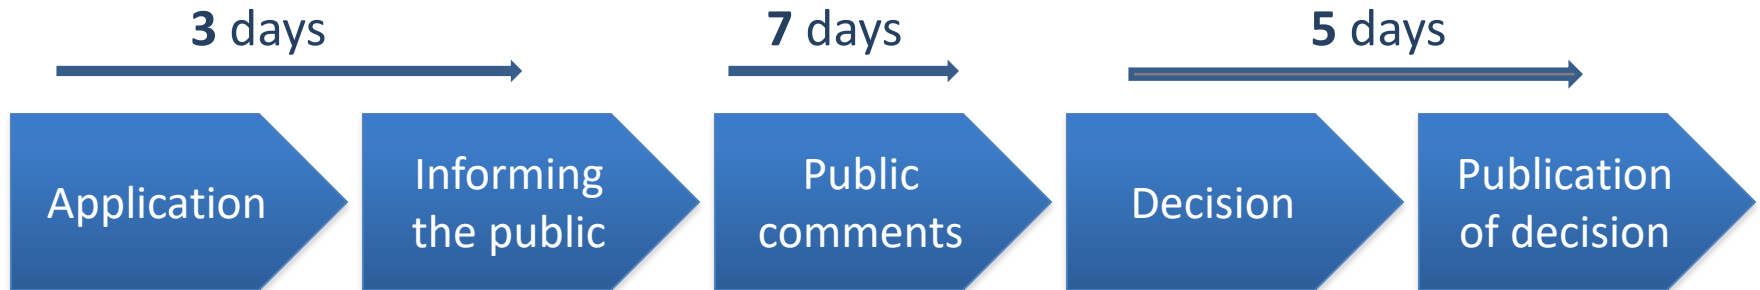 3 days
7 days
5 days
Application
Informing
the public
Public
comments
Decision
Publication
of decision